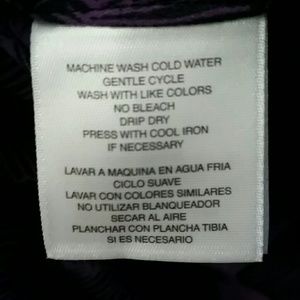 MACHINE WASH COLD WATER
GENTLE CYCLE
WASH WITH LIKE COLORS
NO BLEACH
DRIP DRY
PRESS WITH COOL IRON
IF NECESSARY
LAVAR A MAQUINA EN AGUA FRIA
CICLO SUAVE
LAVAR CON COLORES SIMILARES
NO UTILIZAR BLANQUEADOR
SECAR AL AIRE
PLANCHAR CON PLANCHA TIBIA
SI ES NECESARIO